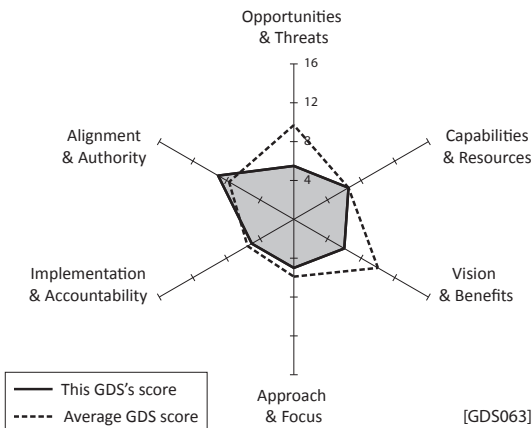 Opportunities
& Threats
16
12
8
4
Alignment
& Authority
Capabilities
& Resources
Implementation
& Accountability
Vision
& Benefits
This GDS's score
Average GDS score
Approach
& Focus
[GDS063]